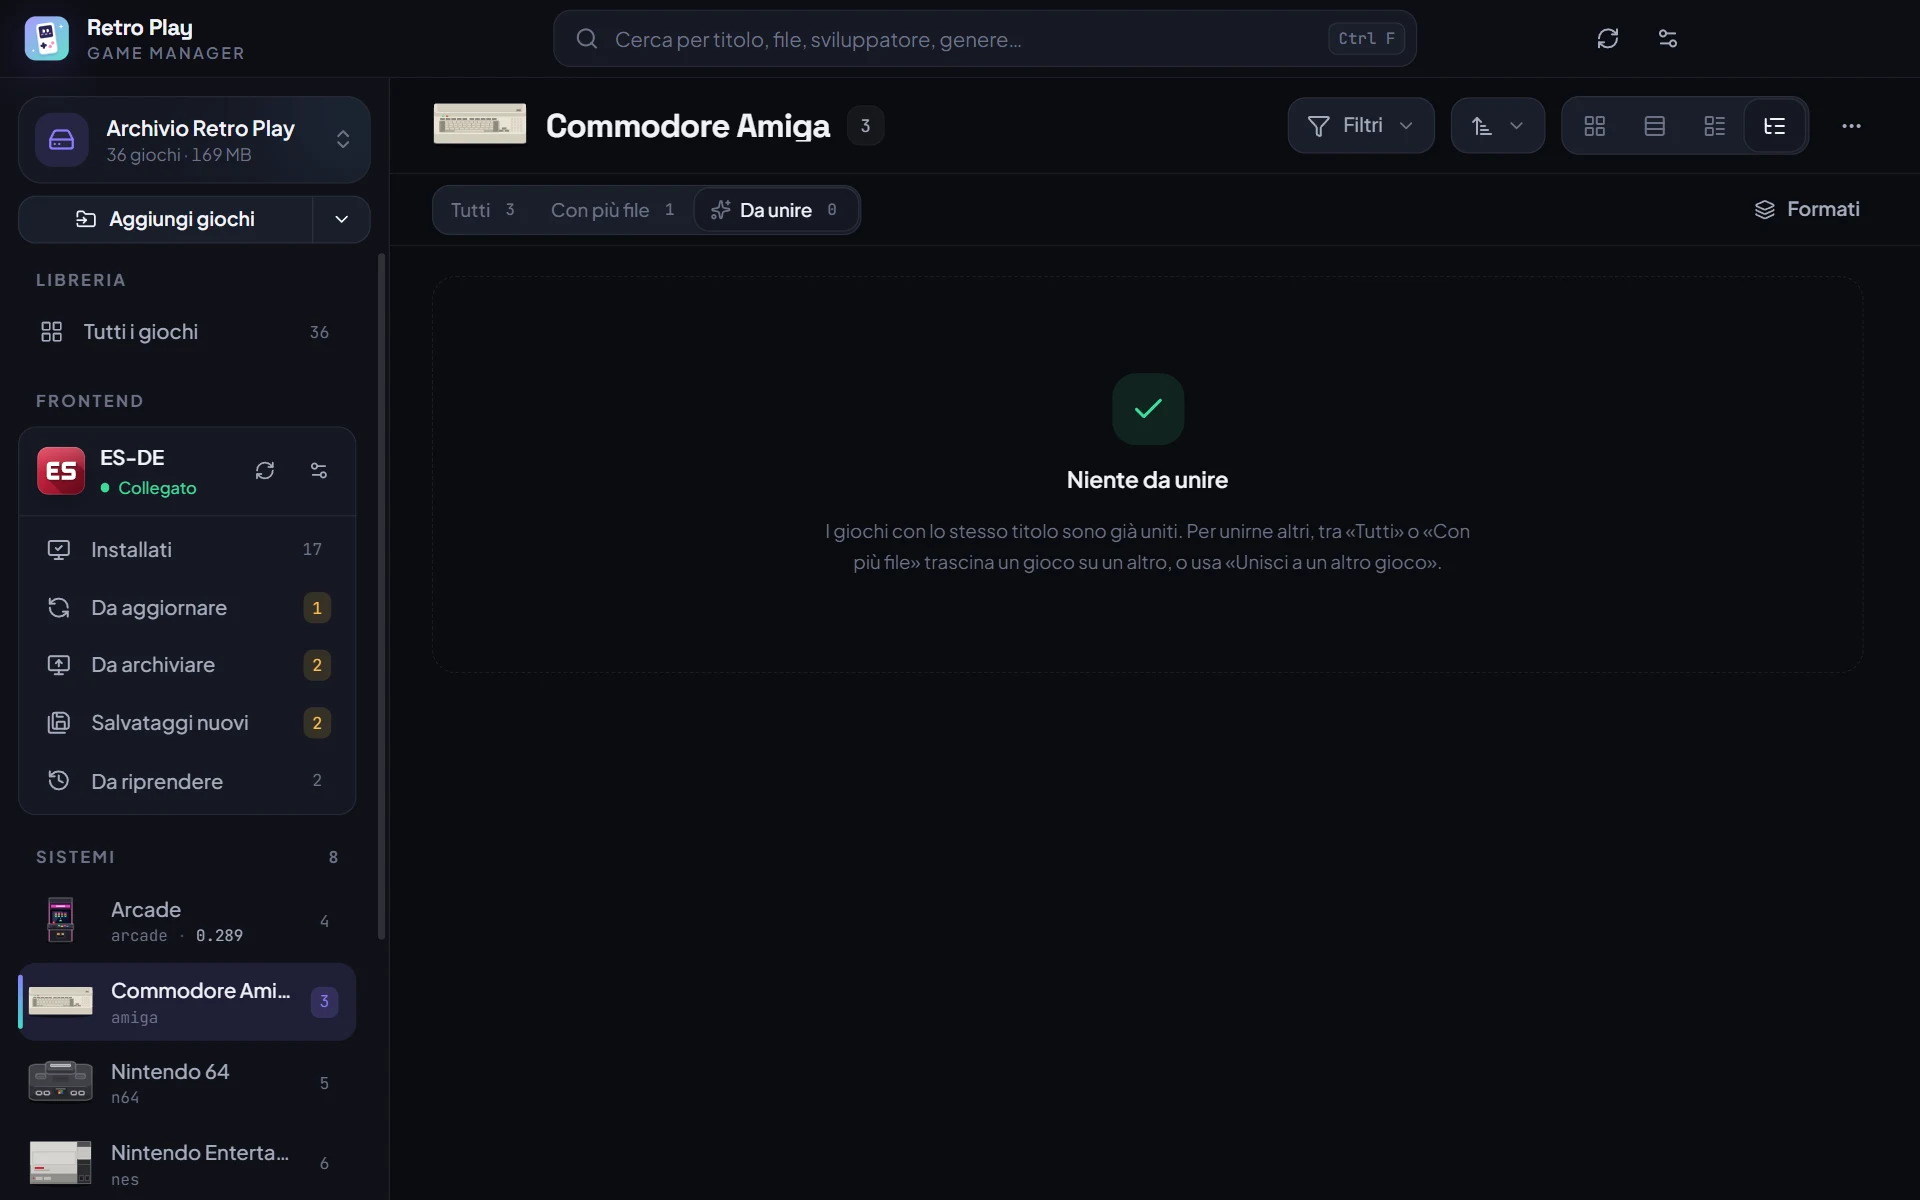 Retro Play
GAME MANAGER
Cerca per titolo, file, sviluppatore, genere...
Ctrl F
Archivio Retro Play
36 giochi · 169 MB
Aggiungi giochi
LIBRERIA
Tutti i giochi 36
FRONTEND
ES
ES-DE
Collegato
Installati 17
Da aggiornare 1
Da archiviare 2
Salvataggi nuovi 2
Da riprendere 2
SISTEMI 8
Arcade
arcade · 0.289
4
Commodore Ami...
amiga
3
Nintendo 64
n64
5
Nintendo Enterta...
nes
6
Commodore Amiga 3
Filtri
Tutti 3 Con più file 1 Da unire 0
Formati
Niente da unire
I giochi con lo stesso titolo sono già uniti. Per unirne altri, tra «Tutti» o «Con
più file» trascina un gioco su un altro, o usa «Unisci a un altro gioco».